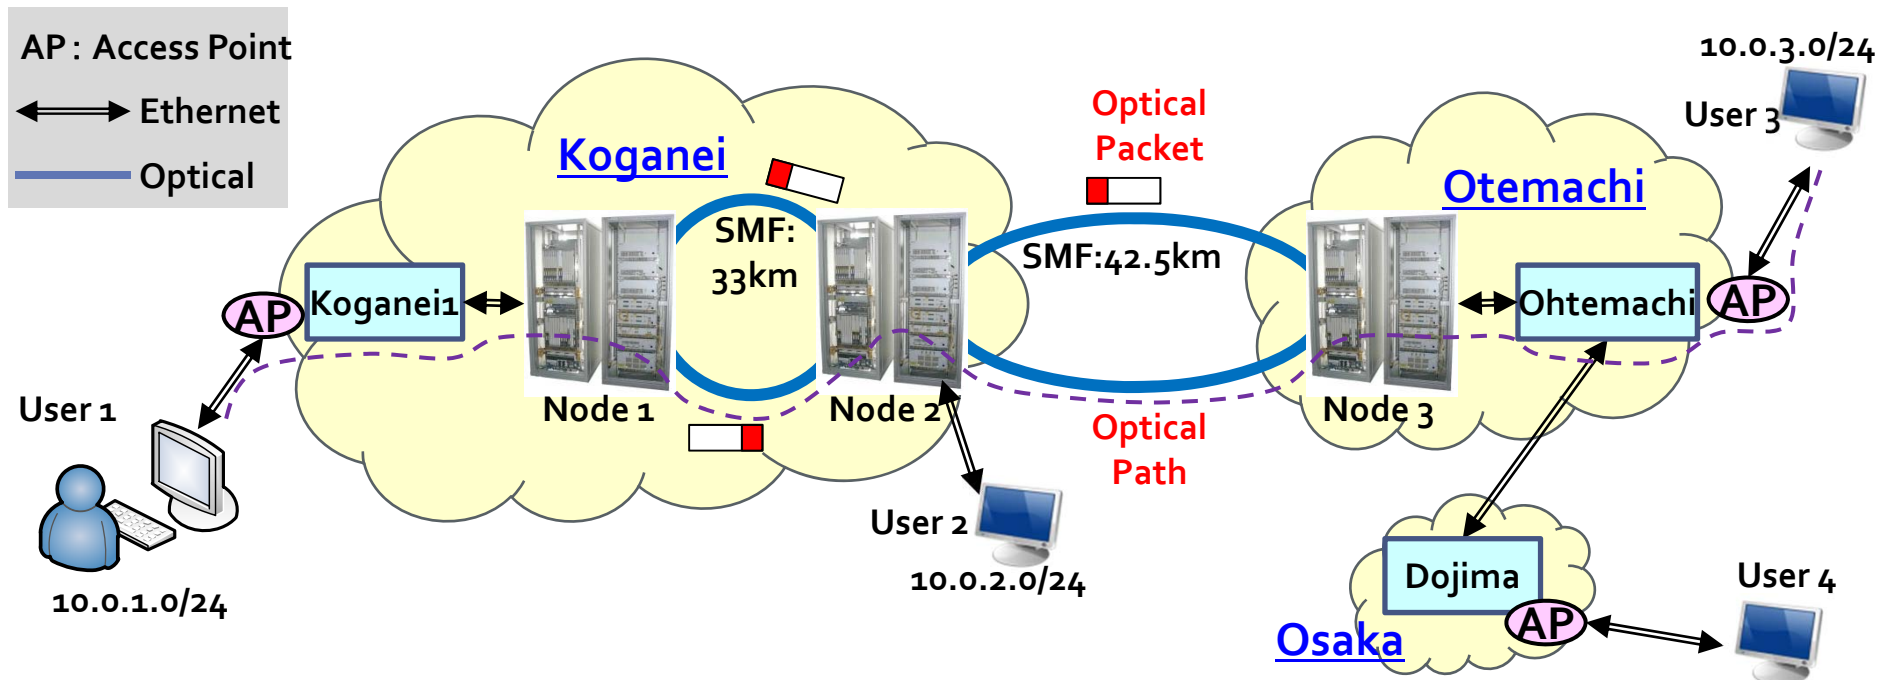 AP : Access Point
Ethernet
Optical
Koganei
SMF:
33km
Koganei1
AP
Node 1
Node 2
User 1
10.0.1.0/24
User 2
10.0.2.0/24
Optical
Packet
SMF:42.5km
Optical
Path
Otemachi
10.0.3.0/24
User 3
Ohtemachi
AP
Node 3
Dojima
AP
Osaka
User 4